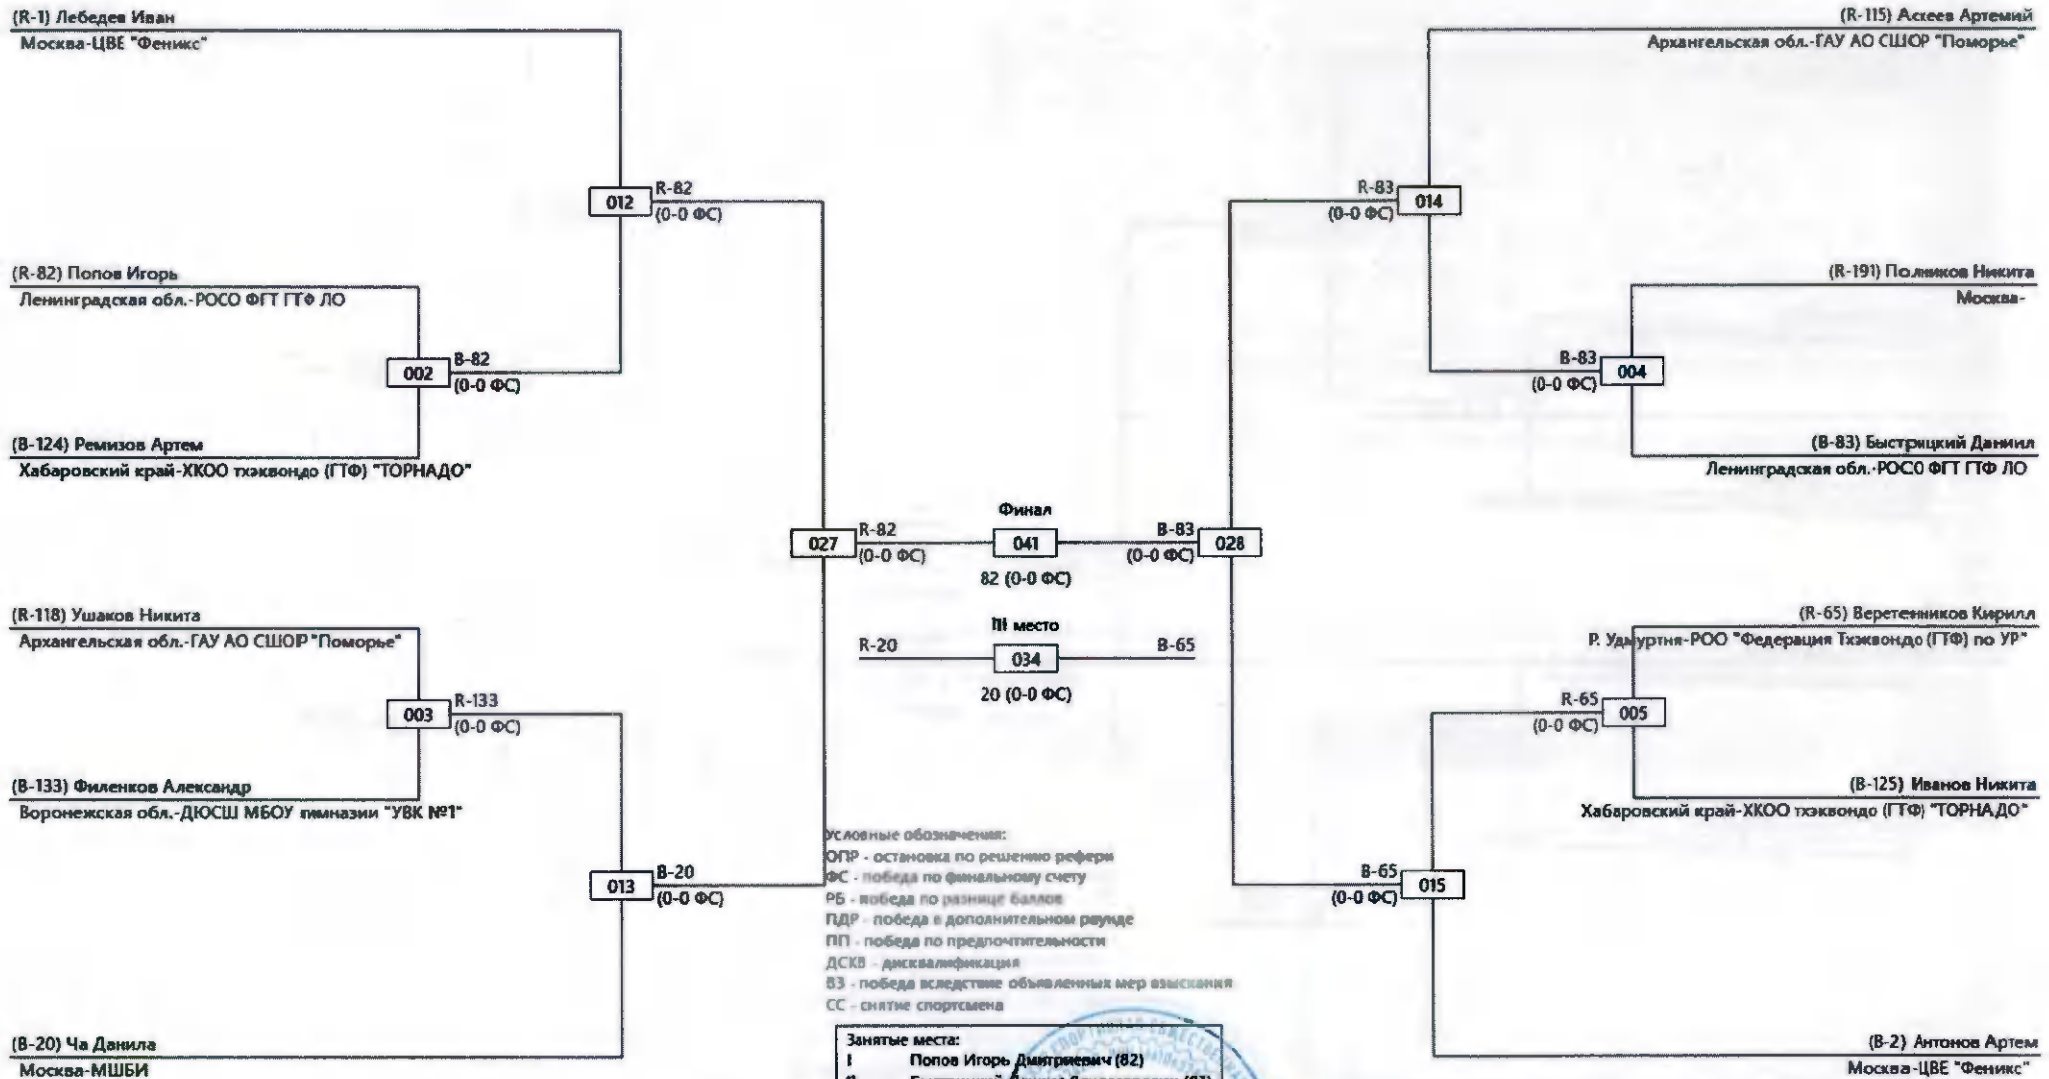 (R-1) Лебедев Иван
Москва-ЦВЕ "Феникс"
012
R-82
(0-0 ФС)
(R-82) Попов Игорь
Ленинградская обл.-РОСО ФГТ ГТФ ЛО
002
B-82
(0-0 ФС)
(B-124) Ремизов Артем
Хабаровский край-ХКОО тхэквондо (ГТФ) "ТОРНАДО"
027
R-82
(0-0 ФС)
(R-118) Ушаков Никита
Архангельская обл.-ГАУ АО СШОР "Поморье"
003
R-133
(0-0 ФС)
(B-133) Филенков Александр
Воронежская обл.-ДЮСШ МБОУ гимназии "УВК №1"
013
B-20
(0-0 ФС)
(B-20) Ча Данила
Москва-МШБИ
Финал
041
82 (0-0 ФС)
III место
R-20
034
B-65
20 (0-0 ФС)
(R-115) Аскеев Артемий
Архангельская обл.-ГАУ АО СШОР "Поморье"
R-83
(0-0 ФС)
014
(R-191) Полников Никита
Москва-
B-83
(0-0 ФС)
004
(B-83) Быстрицкий Даниил
Ленинградская обл.-РОСО ФГТ ГТФ ЛО
B-83
(0-0 ФС)
028
(R-65) Веретенников Кирилл
Р. Удмуртия-РОО "Федерация Тхэквондо (ГТФ) по УР"
R-65
(0-0 ФС)
005
(B-125) Иванов Никита
Хабаровский край-ХКОО тхэквондо (ГТФ) "ТОРНАДО"
B-65
(0-0 ФС)
015
(B-2) Антонов Артем
Москва-ЦВЕ "Феникс"
Условные обозначения:
ОПР - остановка по решению рефери
ФС - победа по финальному счету
РБ - победа по разнице баллов
ПДР - победа в дополнительном раунде
ПП - победа по предпочтительности
ДСКВ - дисквалификация
ВЗ - победа вследствие объявленных мер взыскания
СС - снятие спортсмена
Занятые места:
I Попов Игорь Дмитриевич (82)